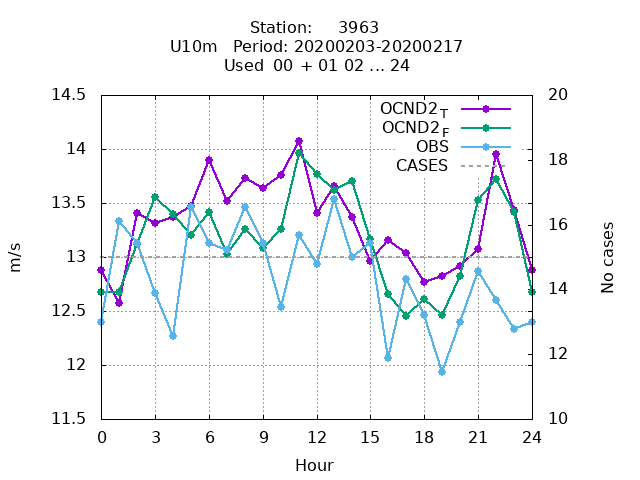 Station:     3963
U10m   Period: 20200203-20200217
Used  00 + 01 02 ... 24
14.5
14
13.5
13
12.5
12
11.5
m/s
OCND2T
OCND2F
OBS
CASES
20
18
16
14
12
10
No cases
0 3 6 9 12 15 18 21 24
Hour